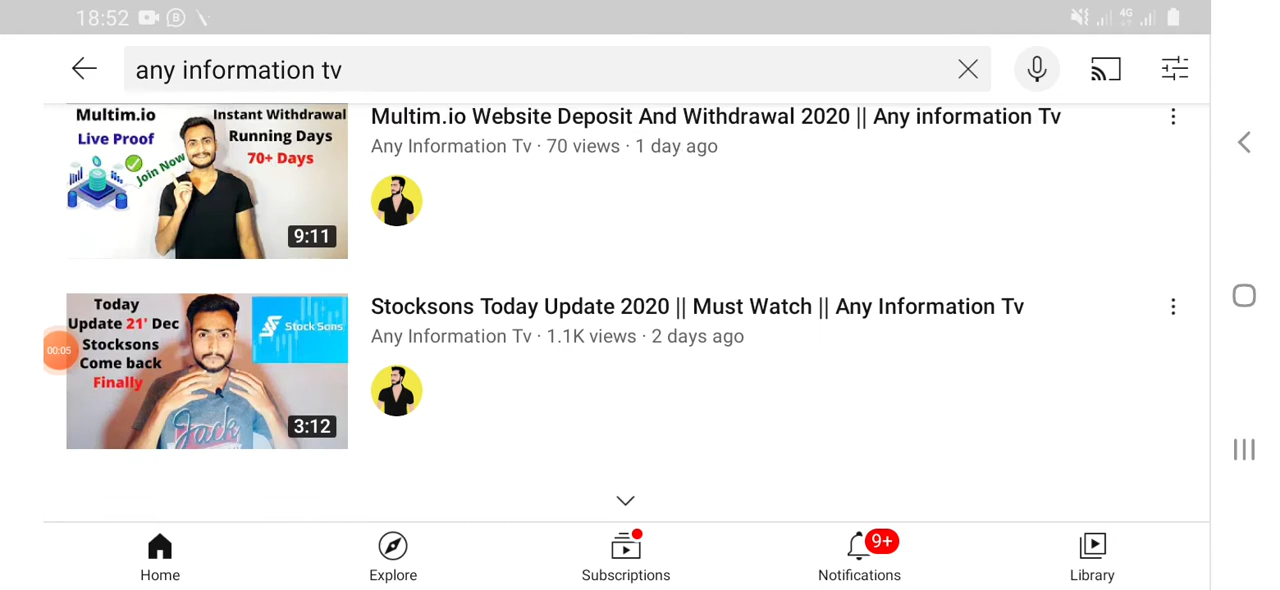 18:52
4G
any information tv
Multim.io
Live Proof
Join Now
Instant Withdrawal
Running Days
70+ Days
9:11
Multim.io Website Deposit And Withdrawal 2020 || Any information Tv
Any Information Tv · 70 views · 1 day ago
Today
Update 21' Dec
Stocksons
Come back
Finally
Stock Sons
Jack
3:12
00:05
Stocksons Today Update 2020 || Must Watch || Any Information Tv
Any Information Tv · 1.1K views · 2 days ago
9+
Home
Explore
Subscriptions
Notifications
Library